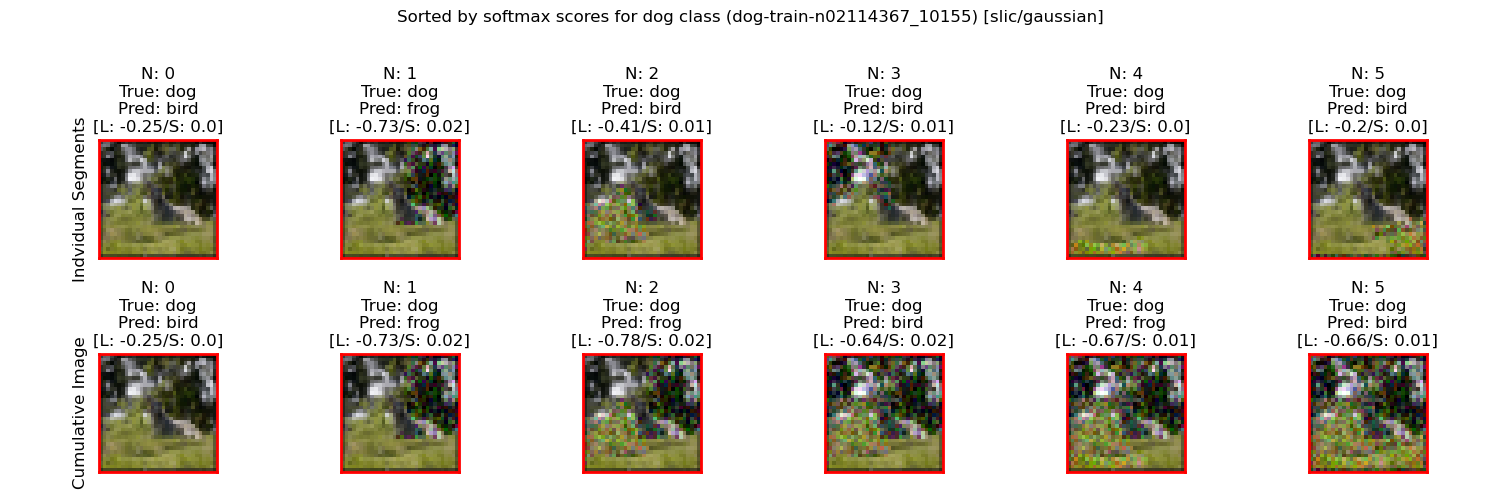 Sorted by softmax scores for dog class (dog-train-n02114367_10155) [slic/gaussian]
Indvidual Segments
N: 0
True: dog
Pred: bird
[L: -0.25/S: 0.0]
N: 1
True: dog
Pred: frog
[L: -0.73/S: 0.02]
N: 2
True: dog
Pred: bird
[L: -0.41/S: 0.01]
N: 3
True: dog
Pred: bird
[L: -0.12/S: 0.01]
N: 4
True: dog
Pred: bird
[L: -0.23/S: 0.0]
N: 5
True: dog
Pred: bird
[L: -0.2/S: 0.0]
Cumulative Image
N: 0
True: dog
Pred: bird
[L: -0.25/S: 0.0]
N: 1
True: dog
Pred: frog
[L: -0.73/S: 0.02]
N: 2
True: dog
Pred: frog
[L: -0.78/S: 0.02]
N: 3
True: dog
Pred: bird
[L: -0.64/S: 0.02]
N: 4
True: dog
Pred: frog
[L: -0.67/S: 0.01]
N: 5
True: dog
Pred: bird
[L: -0.66/S: 0.01]